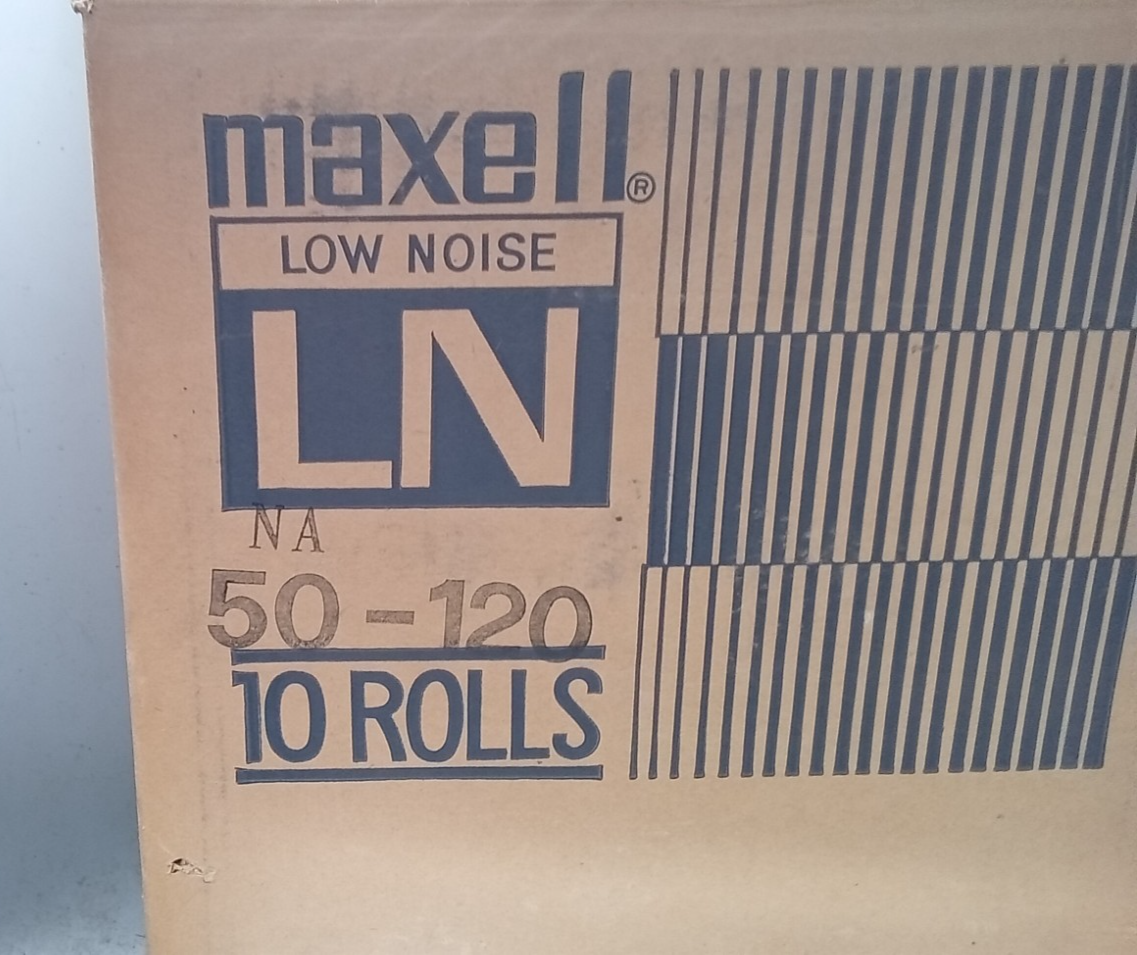 maxell®
LOW NOISE
LN
NA
50-120
10 ROLLS